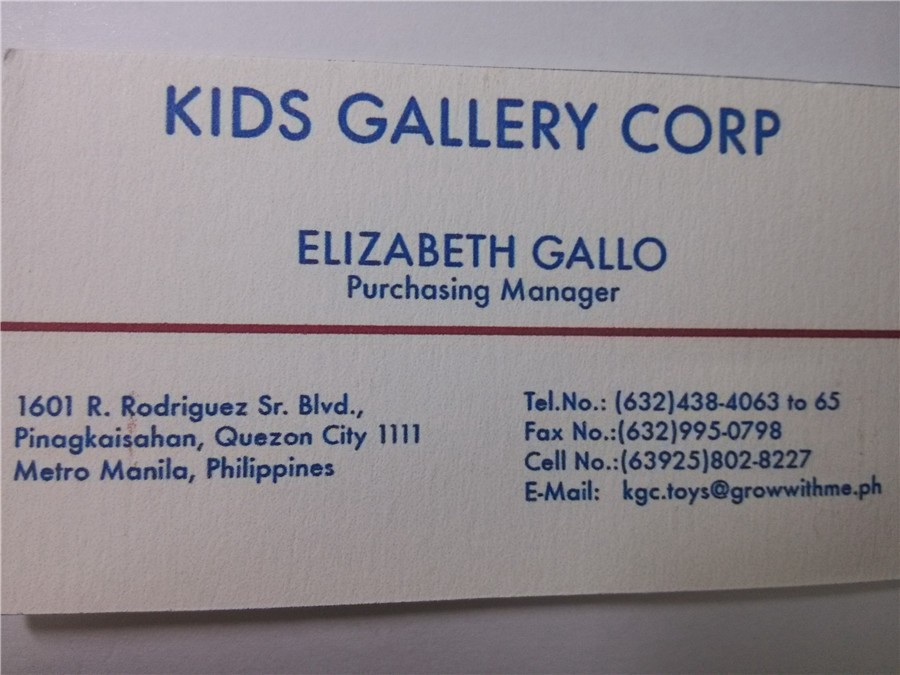 KIDS GALLERY CORP
ELIZABETH GALLO
Purchasing Manager
1601 R. Rodriguez Sr. Blvd.,
Pinagkaisahan, Quezon City 1111
Metro Manila, Philippines
Tel.No.: (632)438-4063 to 65
Fax No.:(632)995-0798
Cell No.:(63925)802-8227
E-Mail: kgc.toys@growwithme.ph